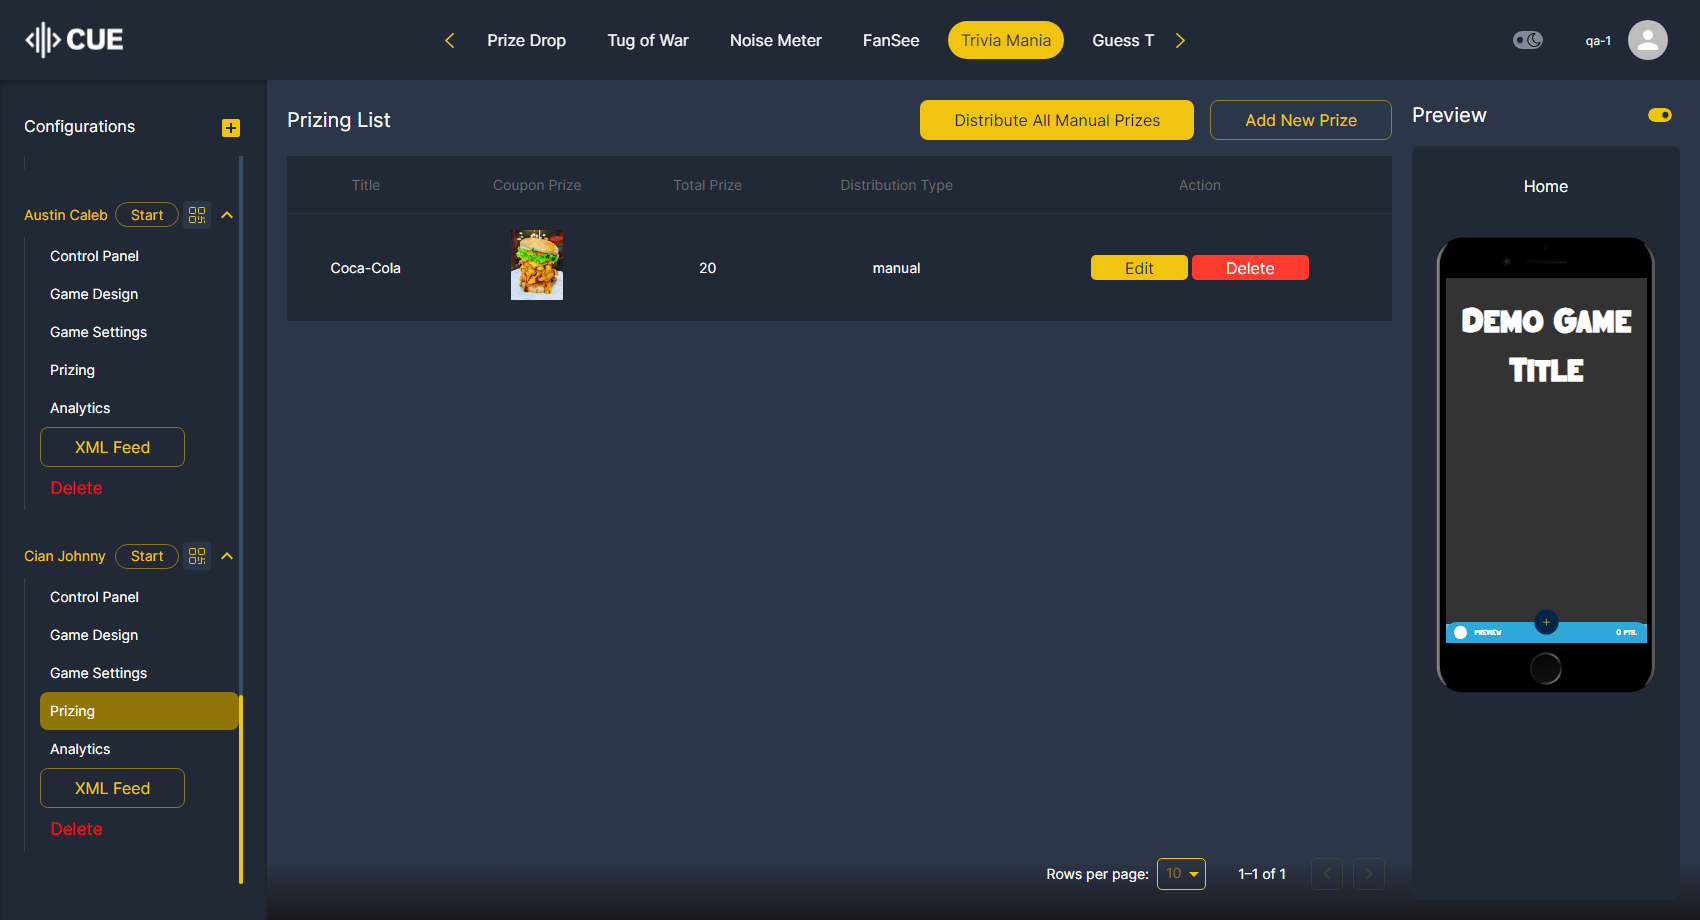 CUE
Prize Drop
Tug of War
Noise Meter
FanSee
Trivia Mania
Guess T
qa-1
Configurations
Austin Caleb
Start
Control Panel
Game Design
Game Settings
Prizing
Analytics
XML Feed
Delete
Cian Johnny
Start
Control Panel
Game Design
Game Settings
Prizing
Analytics
XML Feed
Delete
Prizing List
Distribute All Manual Prizes
Add New Prize
Title
Coupon Prize
Total Prize
Distribution Type
Action
Coca-Cola
20
manual
Edit
Delete
Rows per page:
10
1–1 of 1
Preview
Home
Demo Game
Title
PREVIEW
0 PTS.